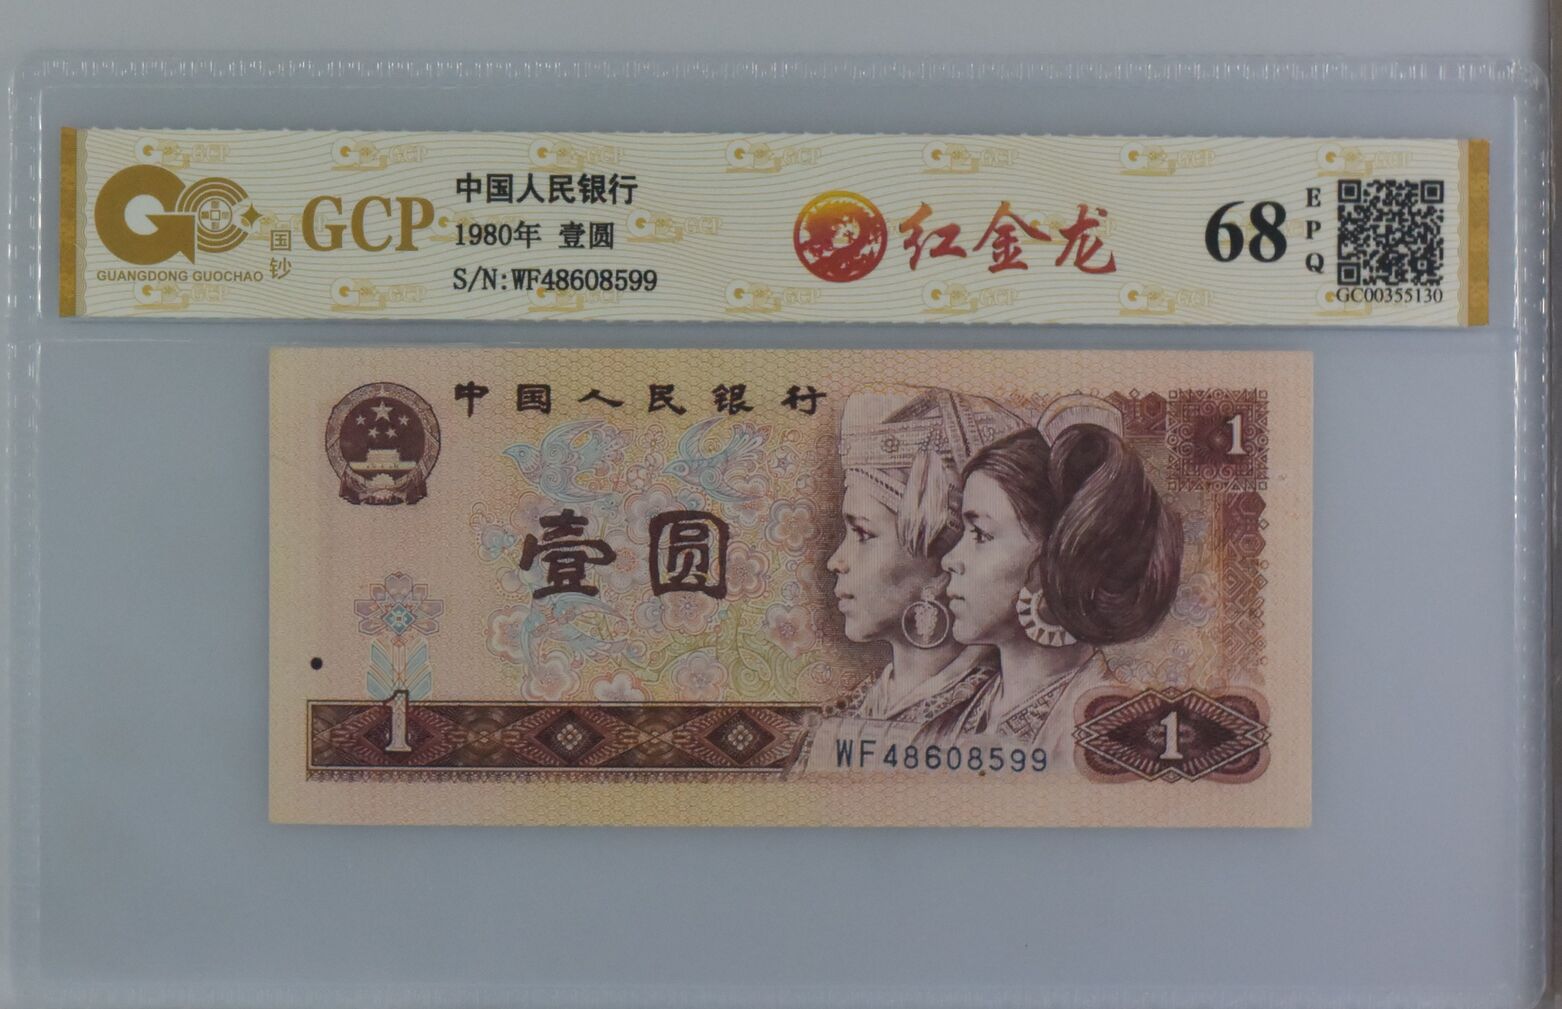 GUANGDONG GUOCHAO
国钞
GCP
中国人民银行
1980年 壹圆
S/N:WF48608599
红金龙
68
EPQ
GC00355130
中国人民银行
1
壹圆
1
WF48608599
1